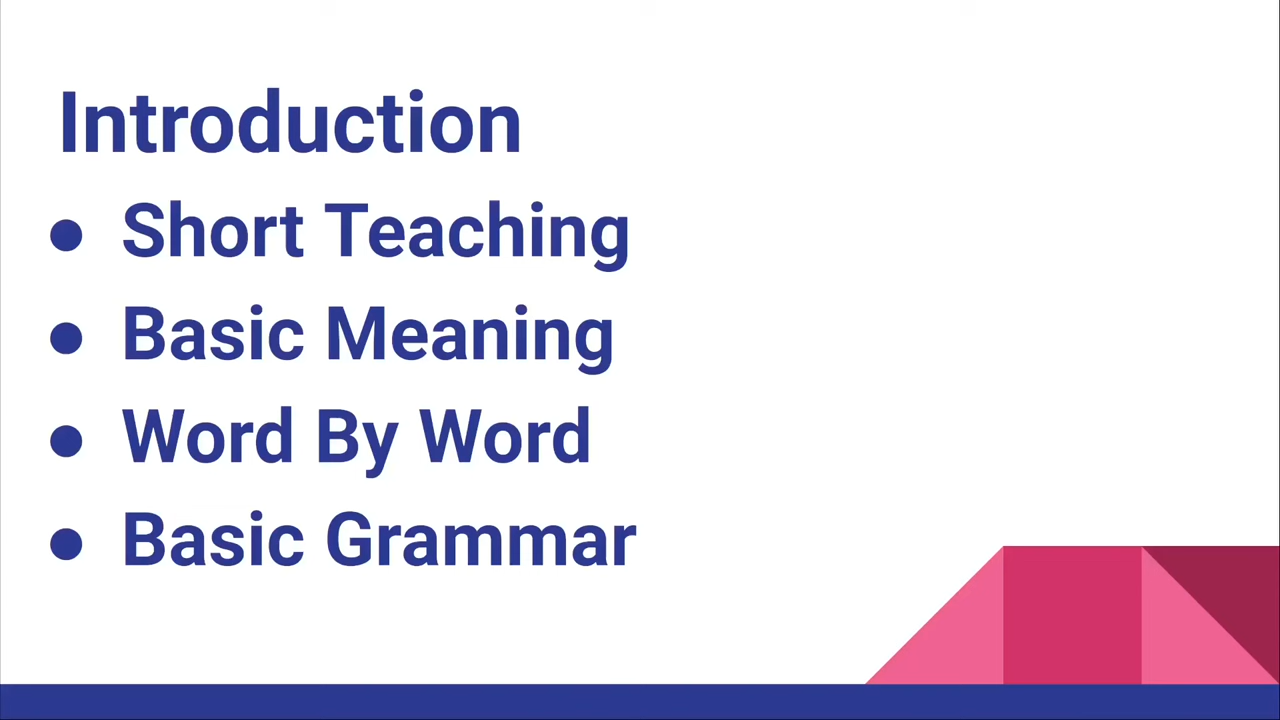 Introduction
● Short Teaching
● Basic Meaning
● Word By Word
● Basic Grammar